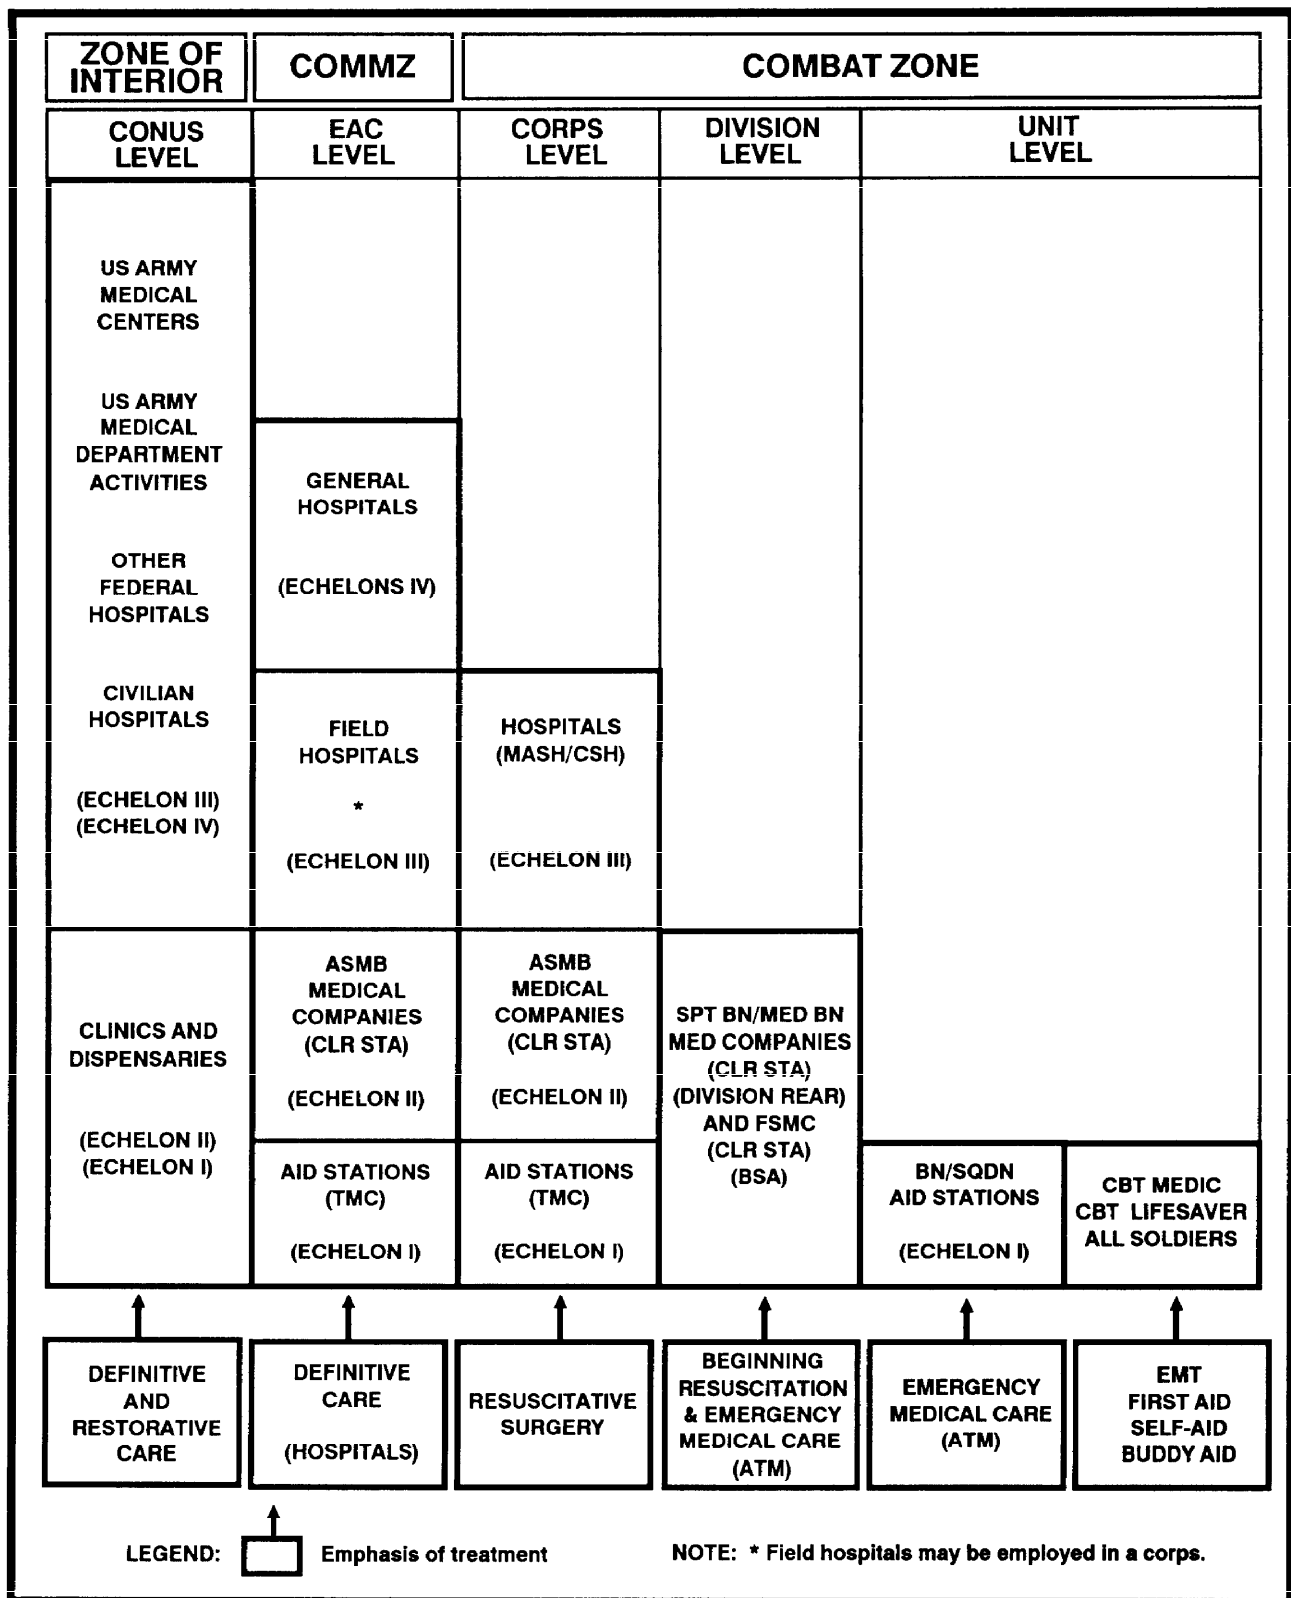 ZONE OF
INTERIOR
COMMZ
COMBAT ZONE
CONUS
LEVEL
EAC
LEVEL
CORPS
LEVEL
DIVISION
LEVEL
UNIT
LEVEL
US ARMY
MEDICAL
CENTERS
US ARMY
MEDICAL
DEPARTMENT
ACTIVITIES
OTHER
FEDERAL
HOSPITALS
CIVILIAN
HOSPITALS
(ECHELON III)
(ECHELON IV)
GENERAL
HOSPITALS
(ECHELONS IV)
FIELD
HOSPITALS
*
(ECHELON III)
HOSPITALS
(MASH/CSH)
(ECHELON III)
CLINICS AND
DISPENSARIES
(ECHELON II)
(ECHELON I)
ASMB
MEDICAL
COMPANIES
(CLR STA)
(ECHELON II)
AID STATIONS
(TMC)
(ECHELON I)
ASMB
MEDICAL
COMPANIES
(CLR STA)
(ECHELON II)
AID STATIONS
(TMC)
(ECHELON I)
SPT BN/MED BN
MED COMPANIES
(CLR STA)
(DIVISION REAR)
AND FSMC
(CLR STA)
(BSA)
BN/SQDN
AID STATIONS
(ECHELON I)
CBT MEDIC
CBT LIFESAVER
ALL SOLDIERS
DEFINITIVE
AND
RESTORATIVE
CARE
DEFINITIVE
CARE
(HOSPITALS)
RESUSCITATIVE
SURGERY
BEGINNING
RESUSCITATION
& EMERGENCY
MEDICAL CARE
(ATM)
EMERGENCY
MEDICAL CARE
(ATM)
EMT
FIRST AID
SELF-AID
BUDDY AID
LEGEND: Emphasis of treatment
NOTE: * Field hospitals may be employed in a corps.